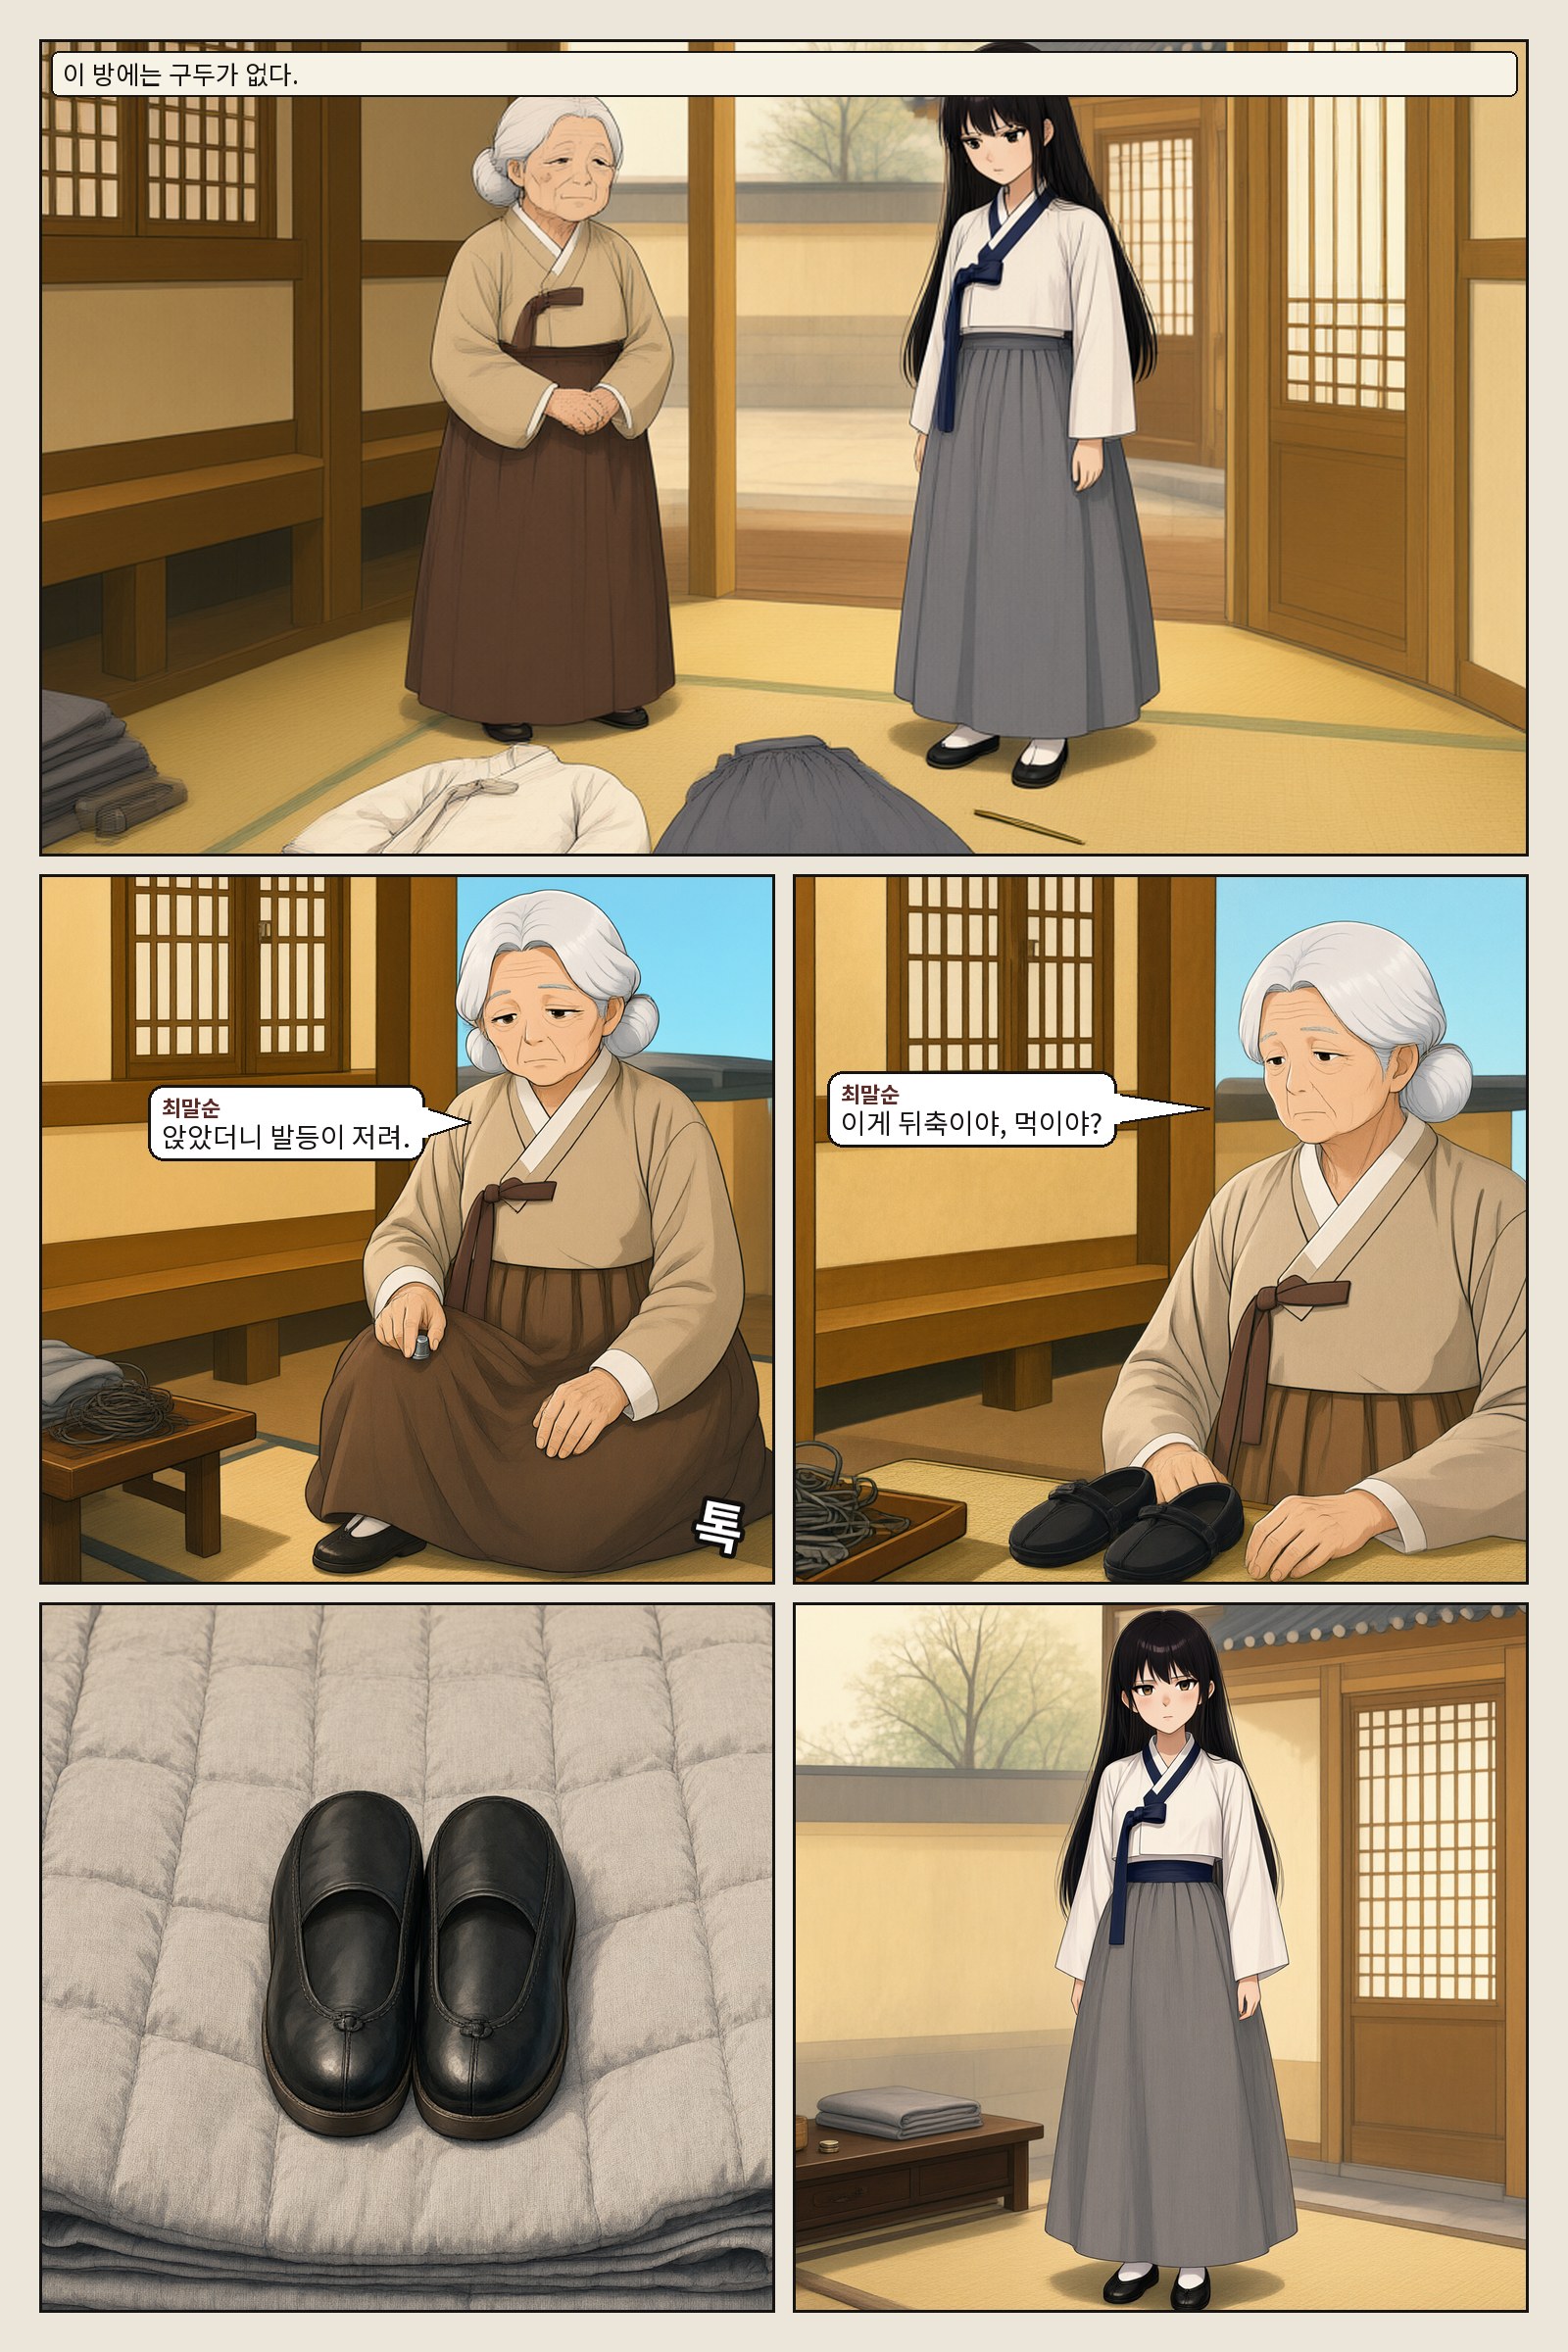 이 방에는 구두가 없다.
최말순
앉았더니 발등이 저려.
톡
최말순
이게 뒤축이야, 먹이야?